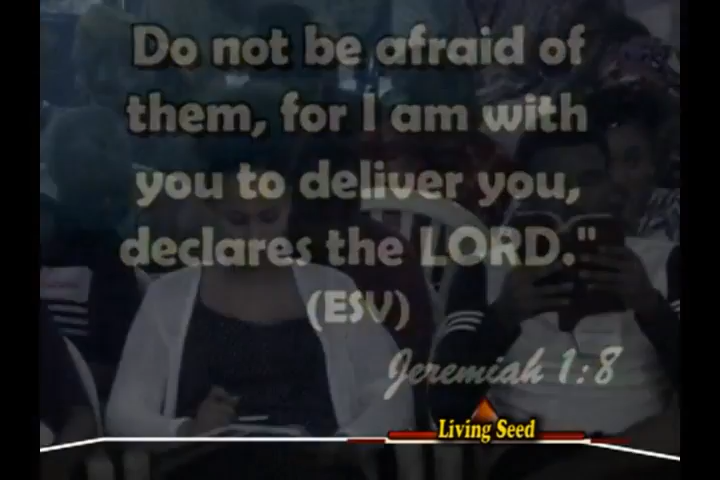 Do not be afraid of
them, for I am with
you to deliver you,
declares the LORD."
(ESV)
Jeremiah 1:8
Living Seed